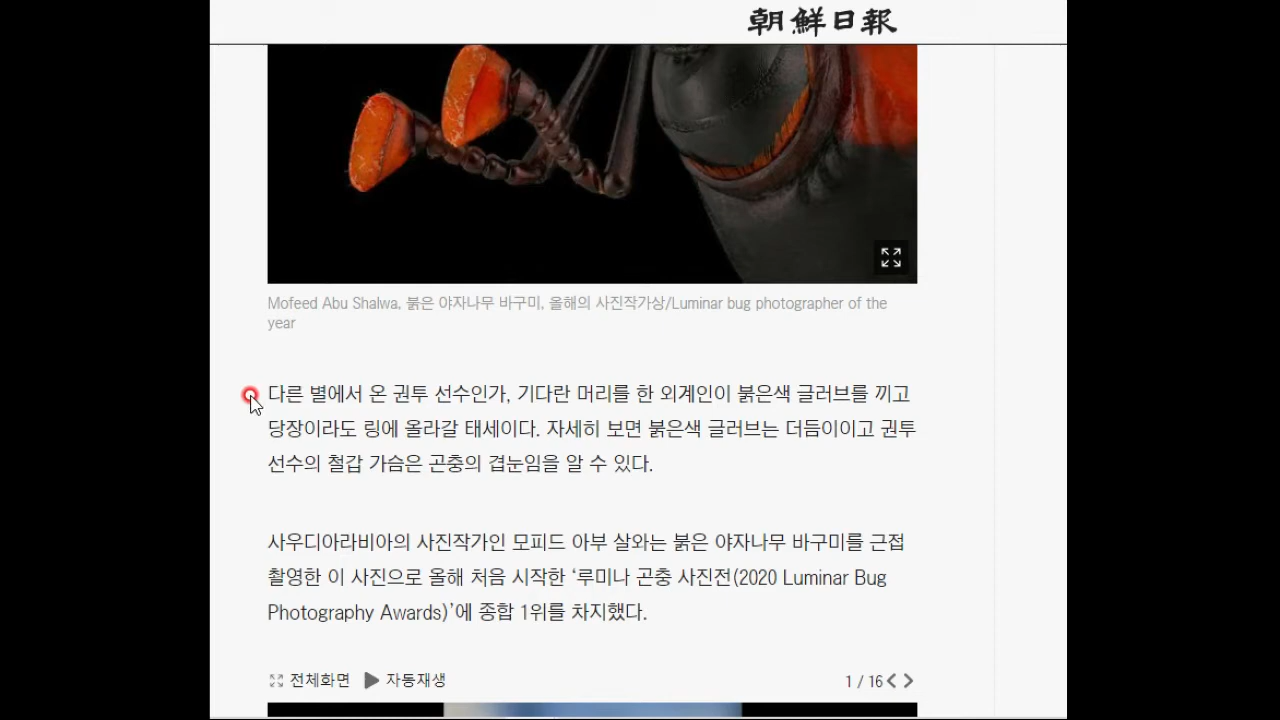 朝鮮日報
Mofeed Abu Shalwa, 붉은 야자나무 바구미, 올해의 사진작가상/Luminar bug photographer of the
year
다른 별에서 온 권투 선수인가, 기다란 머리를 한 외계인이 붉은색 글러브를 끼고
당장이라도 링에 올라갈 태세이다. 자세히 보면 붉은색 글러브는 더듬이이고 권투
선수의 철갑 가슴은 곤충의 겹눈임을 알 수 있다.
사우디아라비아의 사진작가인 모피드 아부 살와는 붉은 야자나무 바구미를 근접
촬영한 이 사진으로 올해 처음 시작한 ‘루미나 곤충 사진전(2020 Luminar Bug
Photography Awards)’에 종합 1위를 차지했다.
전체화면 자동재생 1 / 16